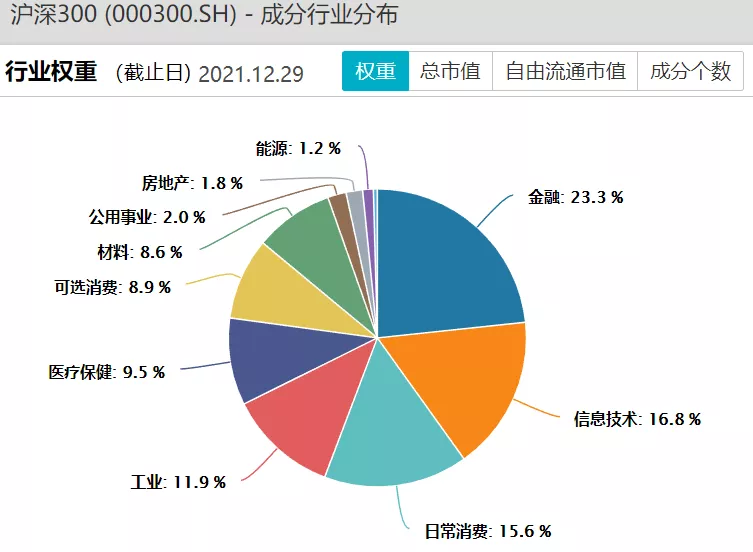 沪深300 (000300.SH) - 成分行业分布
行业权重 (截止日) 2021.12.29 权重 总市值 自由流通市值 成分个数
能源: 1.2 %
房地产: 1.8 %
金融: 23.3 %
公用事业: 2.0 %
材料: 8.6 %
可选消费: 8.9 %
医疗保健: 9.5 %
信息技术: 16.8 %
工业: 11.9 %
日常消费: 15.6 %